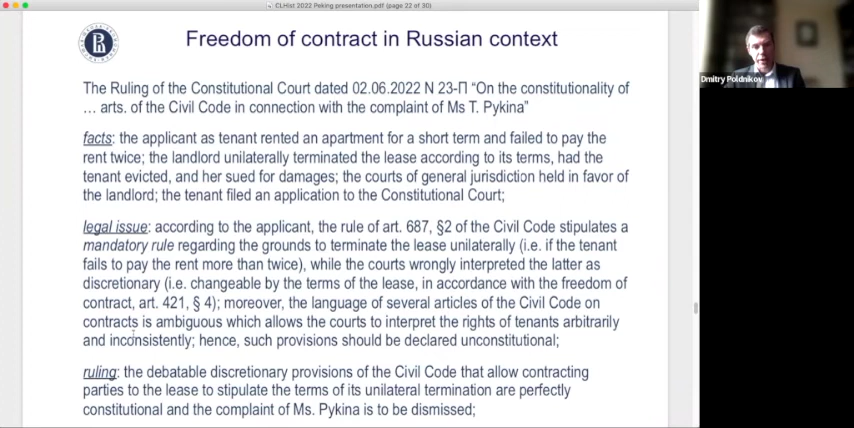 CLHist 2022 Peking presentation.pdf (page 22 of 30)
Freedom of contract in Russian context
The Ruling of the Constitutional Court dated 02.06.2022 N 23-П “On the constitutionality of
… arts. of the Civil Code in connection with the complaint of Ms T. Pykina”
facts: the applicant as tenant rented an apartment for a short term and failed to pay the
rent twice; the landlord unilaterally terminated the lease according to its terms, had the
tenant evicted, and her sued for damages; the courts of general jurisdiction held in favor of
the landlord; the tenant filed an application to the Constitutional Court;
legal issue: according to the applicant, the rule of art. 687, §2 of the Civil Code stipulates a
mandatory rule regarding the grounds to terminate the lease unilaterally (i.e. if the tenant
fails to pay the rent more than twice), while the courts wrongly interpreted the latter as
discretionary (i.e. changeable by the terms of the lease, in accordance with the freedom of
contract, art. 421, § 4); moreover, the language of several articles of the Civil Code on
contracts is ambiguous which allows the courts to interpret the rights of tenants arbitrarily
and inconsistently; hence, such provisions should be declared unconstitutional;
ruling: the debatable discretionary provisions of the Civil Code that allow contracting
parties to the lease to stipulate the terms of its unilateral termination are perfectly
constitutional and the complaint of Ms. Pykina is to be dismissed;
Dmitry Poldnikov